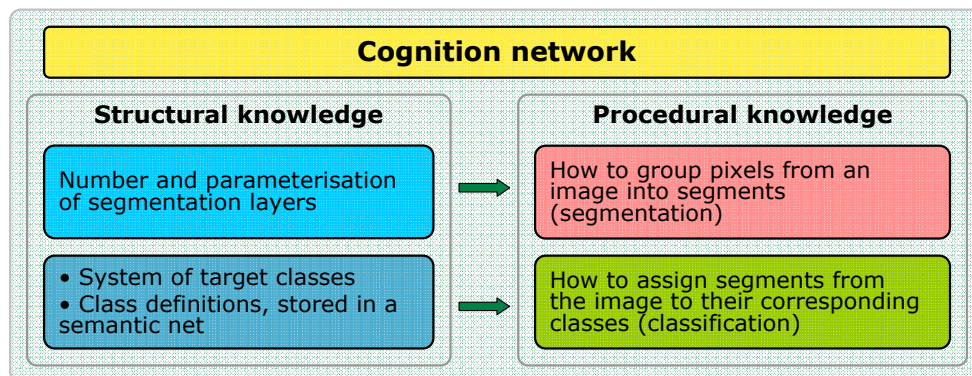 Cognition network
Structural knowledge
Number and parameterisation
of segmentation layers
• System of target classes
• Class definitions, stored in a
semantic net
Procedural knowledge
How to group pixels from an
image into segments
(segmentation)
How to assign segments from
the image to their corresponding
classes (classification)